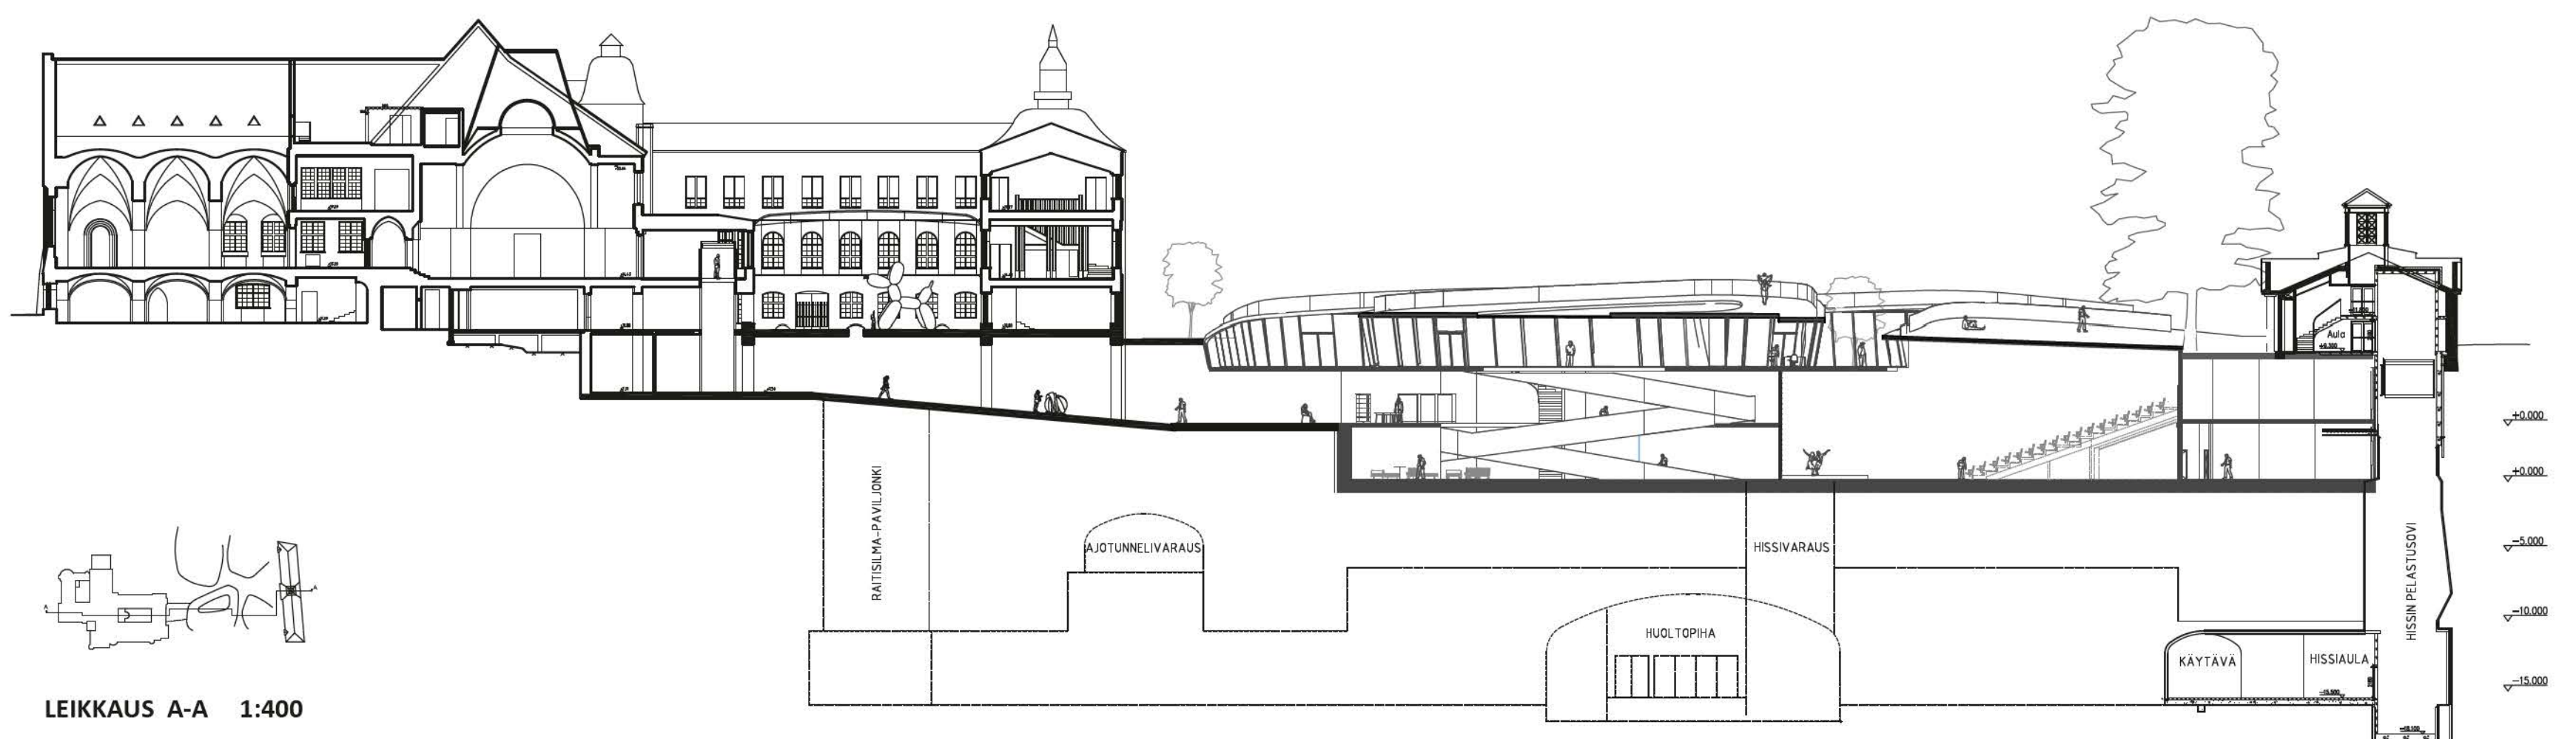 Aula
+0.000
+0.000
RAITISILMA-PAVILJONKI
AJOTUNNELIVARAUS
HISSIVARAUS
HISSIN PELASTUSOVI
-5.000
-10.000
HUOLTOPIHA
KÄYTÄVÄ
HISSIAULA
-15.000
A
A
LEIKKAUS A-A 1:400